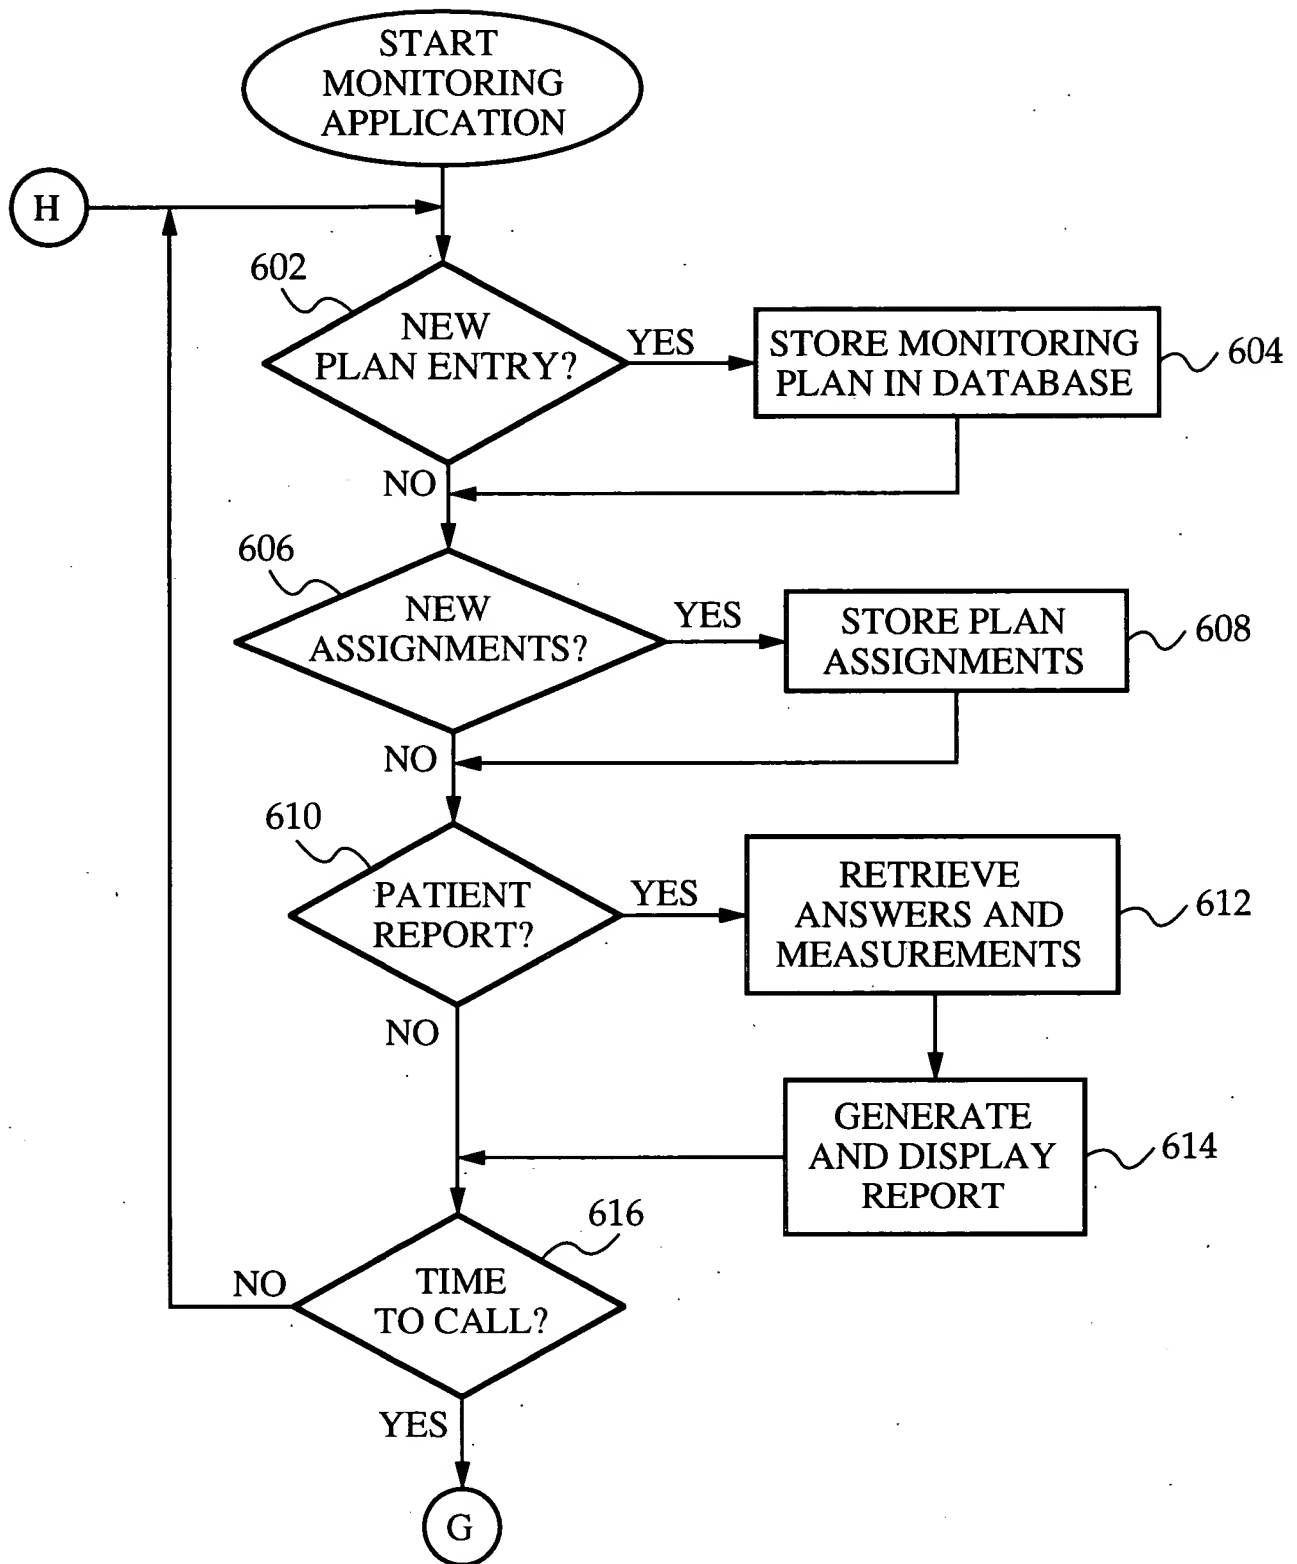 START
MONITORING
APPLICATION
H
602
NEW
PLAN ENTRY?
YES
STORE MONITORING
PLAN IN DATABASE
604
NO
606
NEW
ASSIGNMENTS?
YES
STORE PLAN
ASSIGNMENTS
608
NO
610
PATIENT
REPORT?
YES
RETRIEVE
ANSWERS AND
MEASUREMENTS
612
NO
GENERATE
AND DISPLAY
REPORT
614
616
TIME
TO CALL?
NO
YES
G